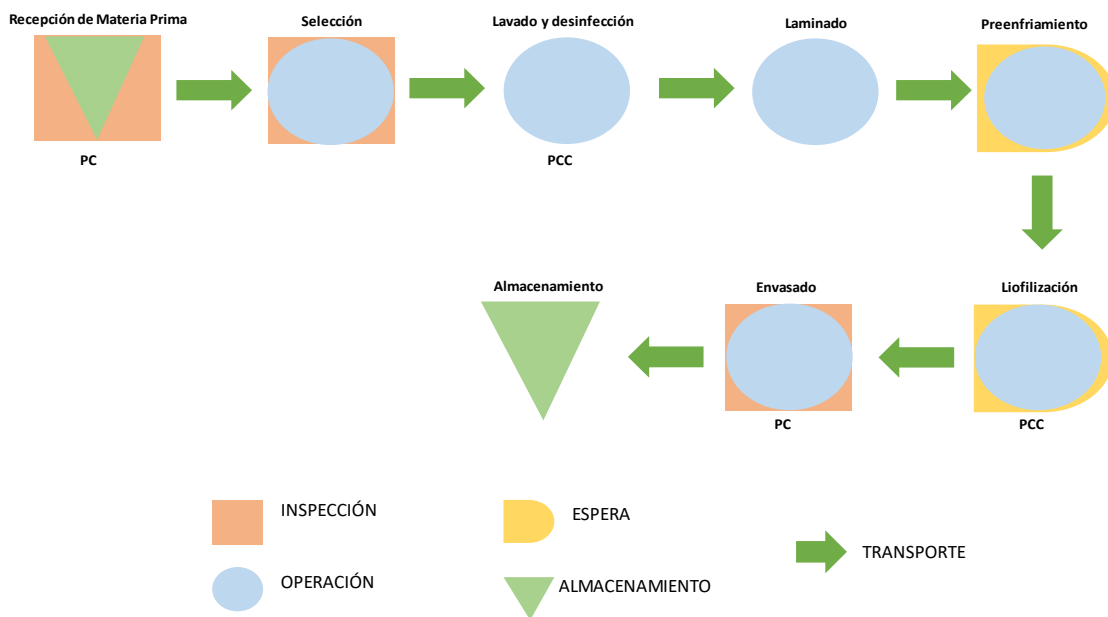 Recepción de Materia Prima
Selección
Lavado y desinfección
Laminado
Preenfriamiento
PC
PCC
Almacenamiento
Envasado
Liofilización
PC
PCC
INSPECCIÓN
ESPERA
TRANSPORTE
OPERACIÓN
ALMACENAMIENTO